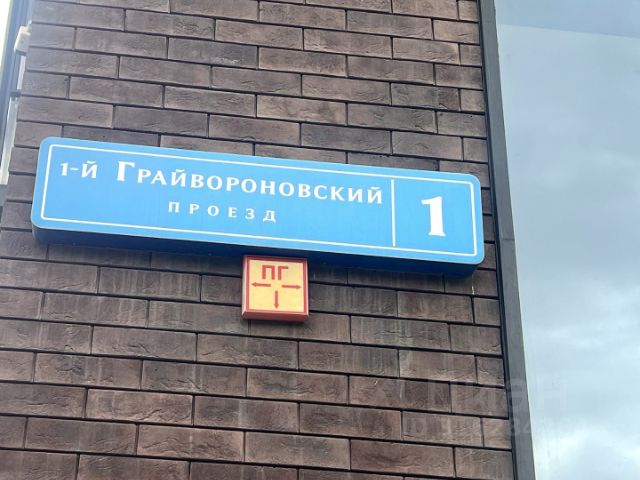 1-й Грайвороновский
проезд
1
ПГ